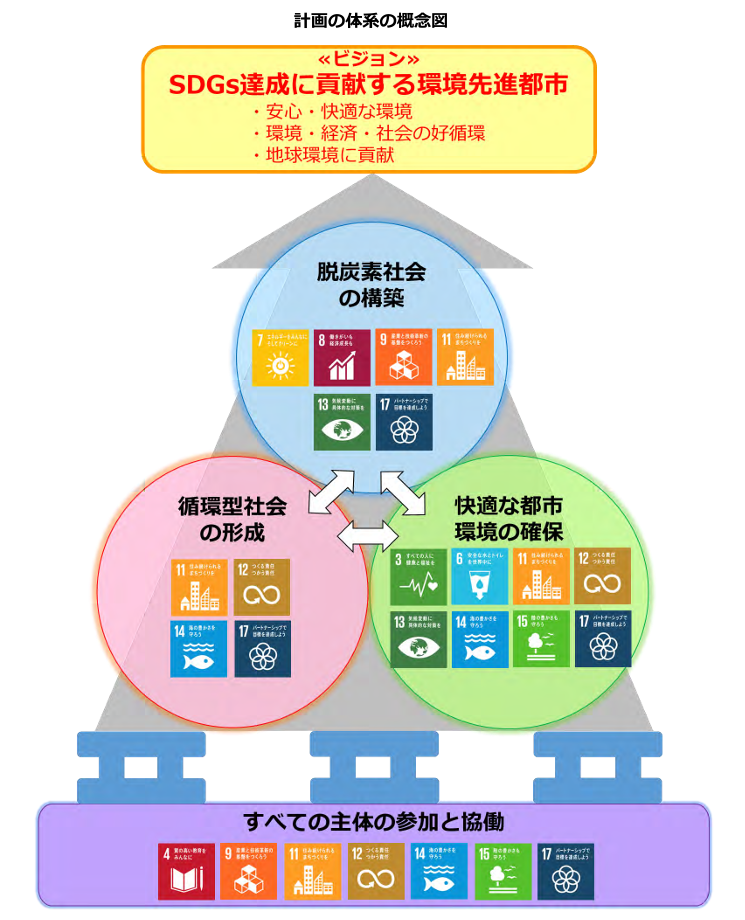 計画の体系の概念図
≪ビジョン≫
SDGs達成に貢献する環境先進都市
・安心・快適な環境
・環境・経済・社会の好循環
・地球環境に貢献
脱炭素社会
の構築
7 エネルギーをみんなに
そしてクリーンに
8 働きがいも
経済成長も
9 産業と技術革新の
基盤をつくろう
11 住み続けられる
まちづくりを
13 気候変動に
具体的な対策を
17 パートナーシップで
目標を達成しよう
循環型社会
の形成
11 住み続けられる
まちづくりを
12 つくる責任
つかう責任
14 海の豊かさを
守ろう
17 パートナーシップで
目標を達成しよう
快適な都市
環境の確保
3 すべての人に
健康と福祉を
6 安全な水とトイレ
を世界中に
11 住み続けられる
まちづくりを
12 つくる責任
つかう責任
13 気候変動に
具体的な対策を
14 海の豊かさを
守ろう
15 陸の豊かさも
守ろう
17 パートナーシップで
目標を達成しよう
すべての主体の参加と協働
4 質の高い教育を
みんなに
9 産業と技術革新の
基盤をつくろう
11 住み続けられる
まちづくりを
12 つくる責任
つかう責任
14 海の豊かさを
守ろう
15 陸の豊かさも
守ろう
17 パートナーシップで
目標を達成しよう